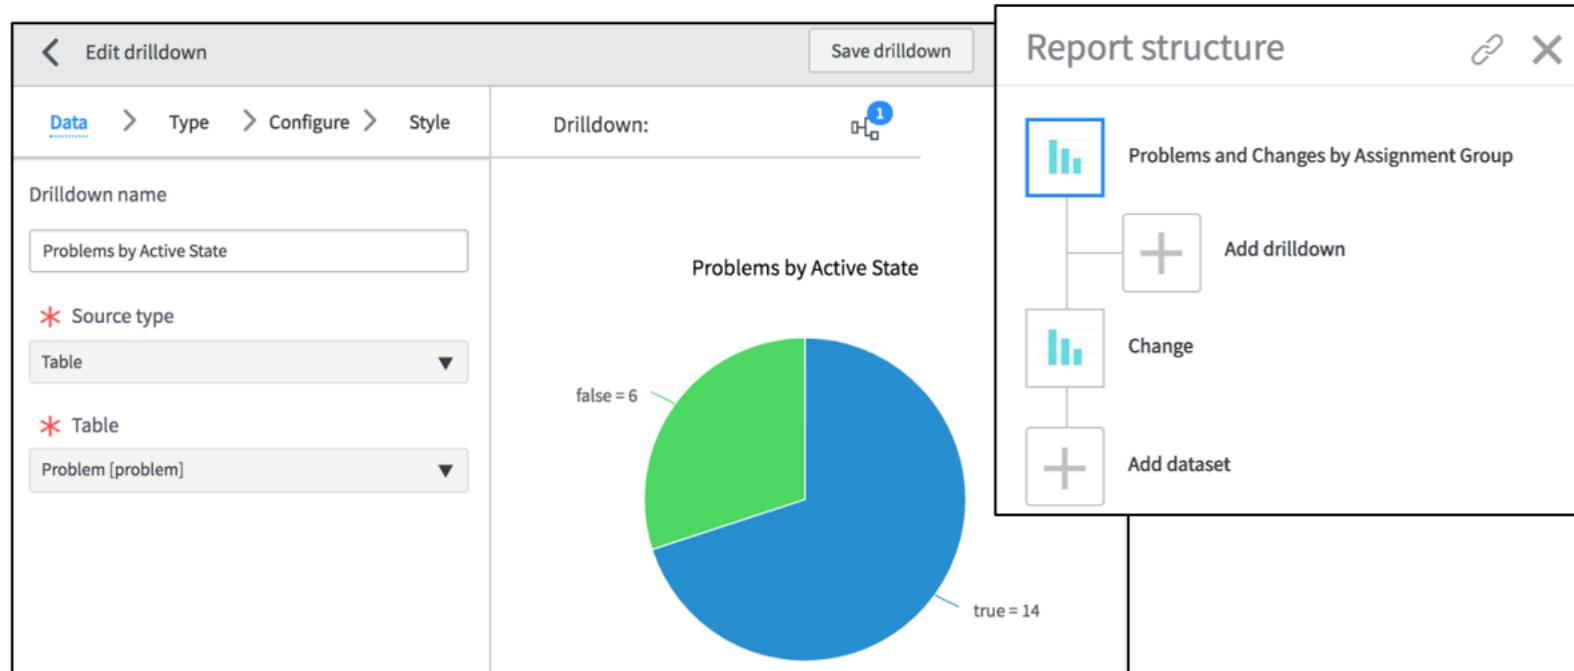 Edit drilldown
Save drilldown
Data
Type
Configure
Style
Drilldown:
1
Drilldown name
Problems by Active State
Source type
Table
Table
Problem [problem]
Problems by Active State
false = 6
true = 14
Report structure
Problems and Changes by Assignment Group
Add drilldown
Change
Add dataset